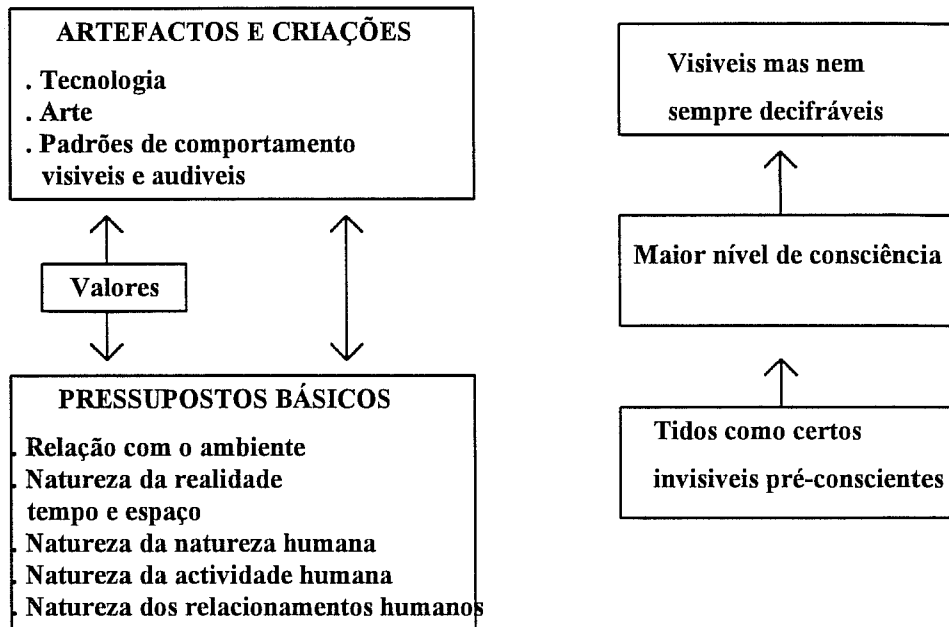 ARTEFACTOS E CRIAÇÕES
. Tecnologia
. Arte
. Padrões de comportamento
visiveis e audiveis
Valores
PRESSUPOSTOS BÁSICOS
. Relação com o ambiente
. Natureza da realidade
tempo e espaço
. Natureza da natureza humana
. Natureza da actividade humana
. Natureza dos relacionamentos humanos
Visiveis mas nem
sempre decifráveis
Maior nível de consciência
Tidos como certos
invisiveis pré-conscientes